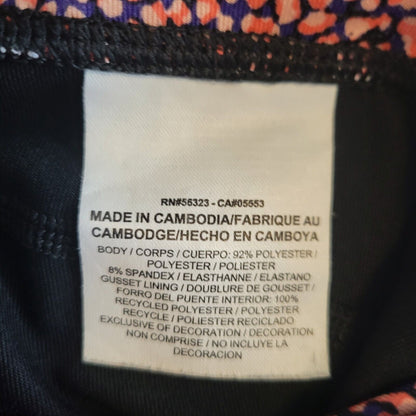 RN#56323 - CA#05553
MADE IN CAMBODIA/FABRIQUE AU
CAMBODGE/HECHO EN CAMBOYA
BODY / CORPS / CUERPO: 92% POLYESTER /
POLYESTER / POLIESTER
8% SPANDEX / ELASTHANNE / ELASTANO
GUSSET LINING / DOUBLURE DE GOUSSET /
FORRO DEL PUENTE INTERIOR: 100%
RECYCLED POLYESTER / POLYESTER
RECYCLÉ / POLIESTER RECICLADO
EXCLUSIVE OF DECORATION / DECORATION
NON COMPRISE / NO INCLUYE LA
DECORACION